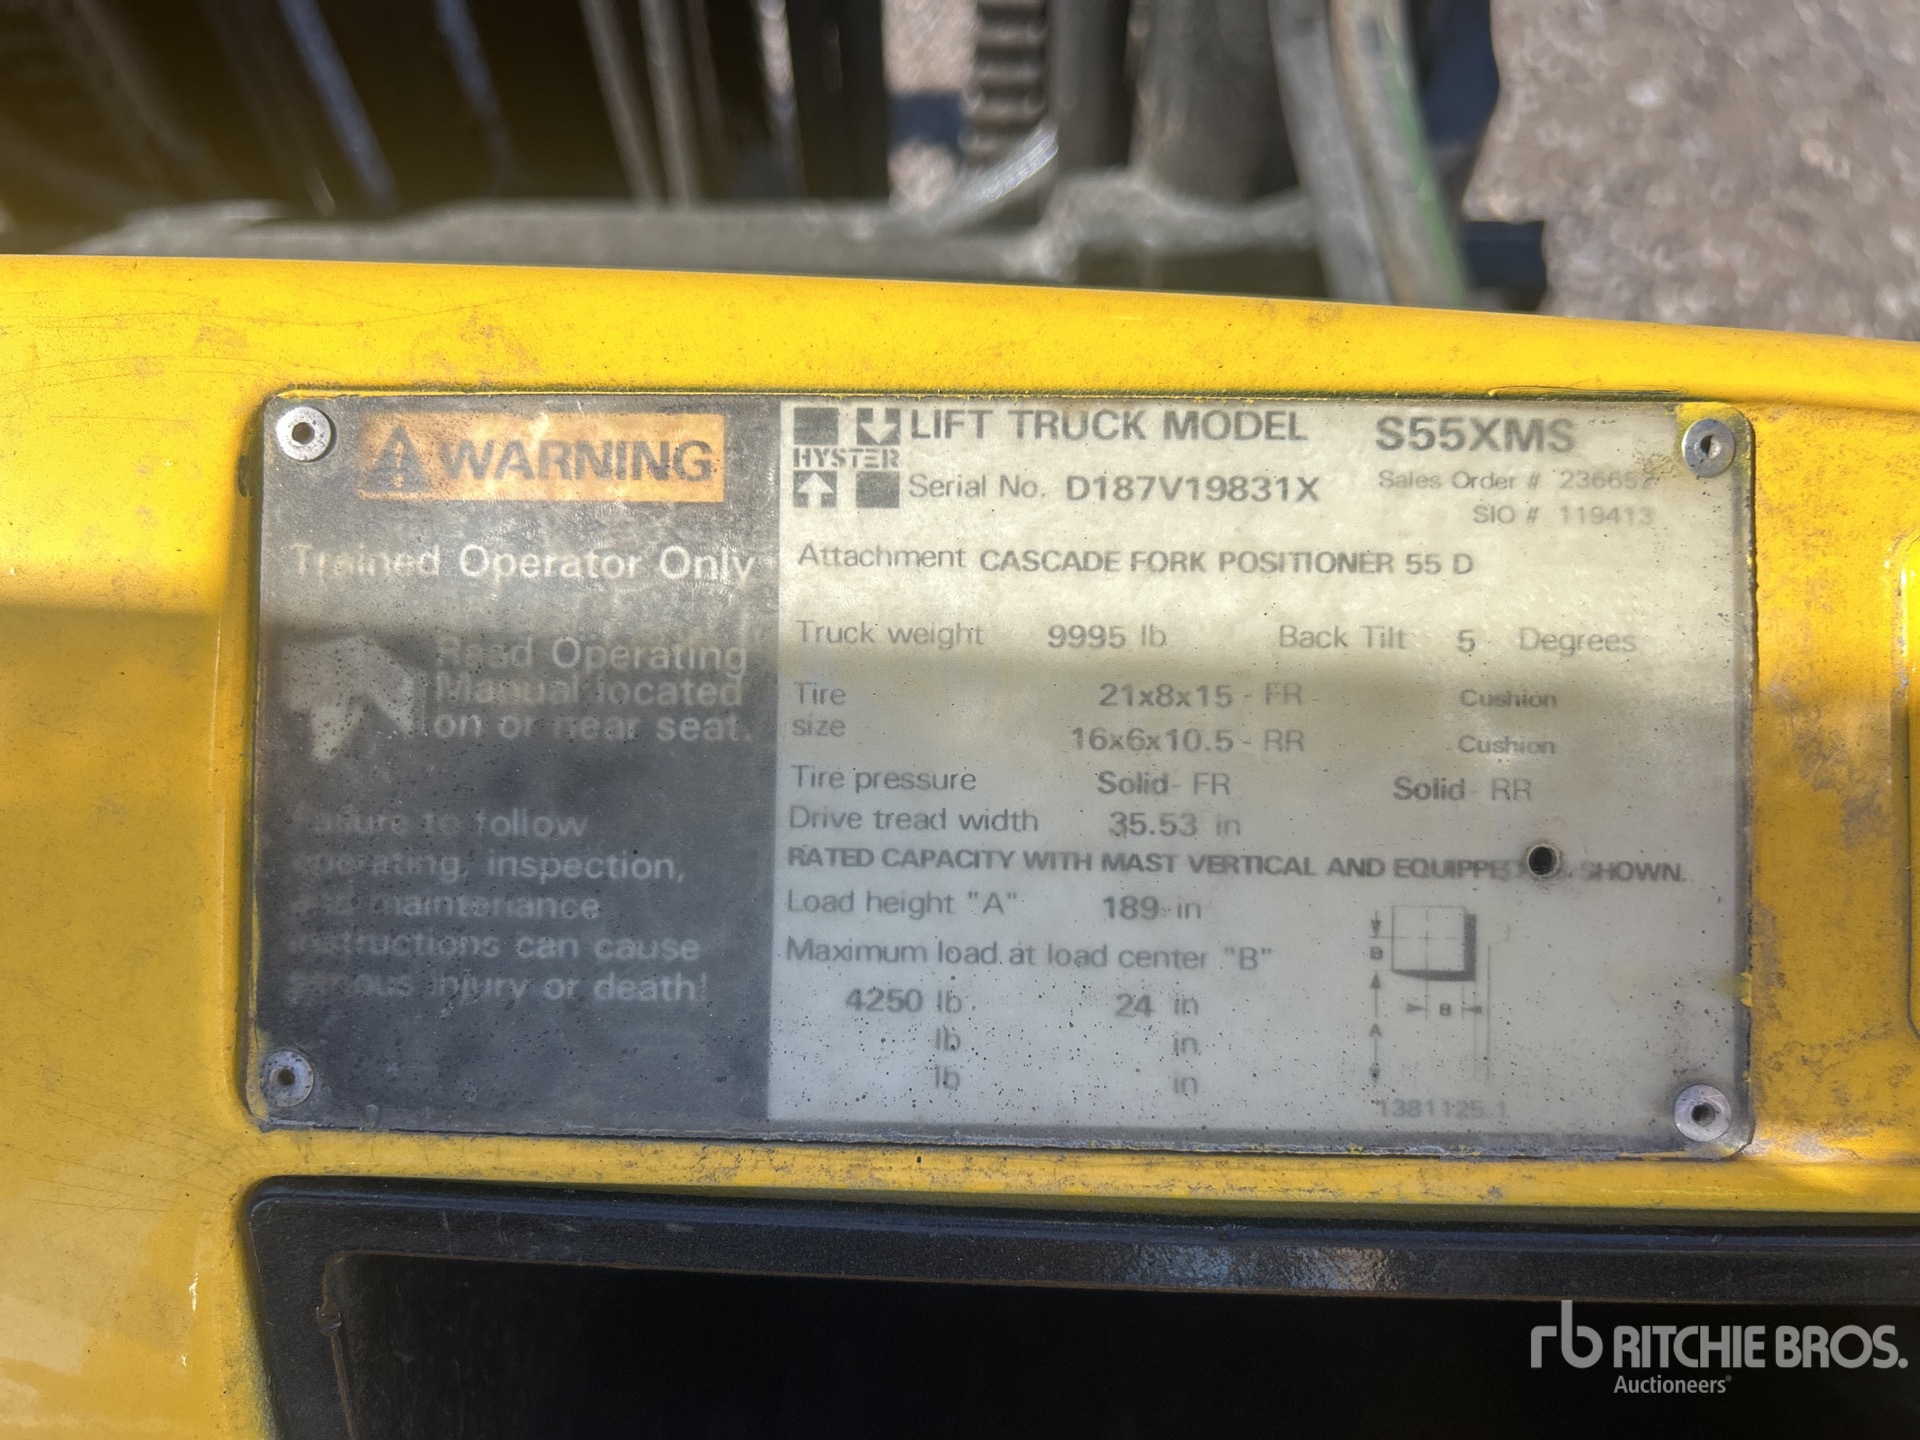 WARNING
Trained Operator Only
Read Operating
Manual located
on or near seat.
Failure to follow
operating, inspection,
and maintenance
instructions can cause
serious injury or death!
HYSTER
LIFT TRUCK MODEL S55XMS
Serial No. D187V19831X
Sales Order # 236652
SIO # 119413
Attachment CASCADE FORK POSITIONER 55 D
Truck weight 9995 lb Back Tilt 5 Degrees
Tire
size
21x8x15 - FR Cushion
16x6x10.5 - RR Cushion
Tire pressure Solid - FR Solid - RR
Drive tread width 35.53 in
RATED CAPACITY WITH MAST VERTICAL AND EQUIPPED AS SHOWN.
Load height "A" 189 in
Maximum load at load center "B"
4250 lb 24 in
lb in
lb in
B
B
A
1381125.1
rb RITCHIE BROS.
Auctioneers®